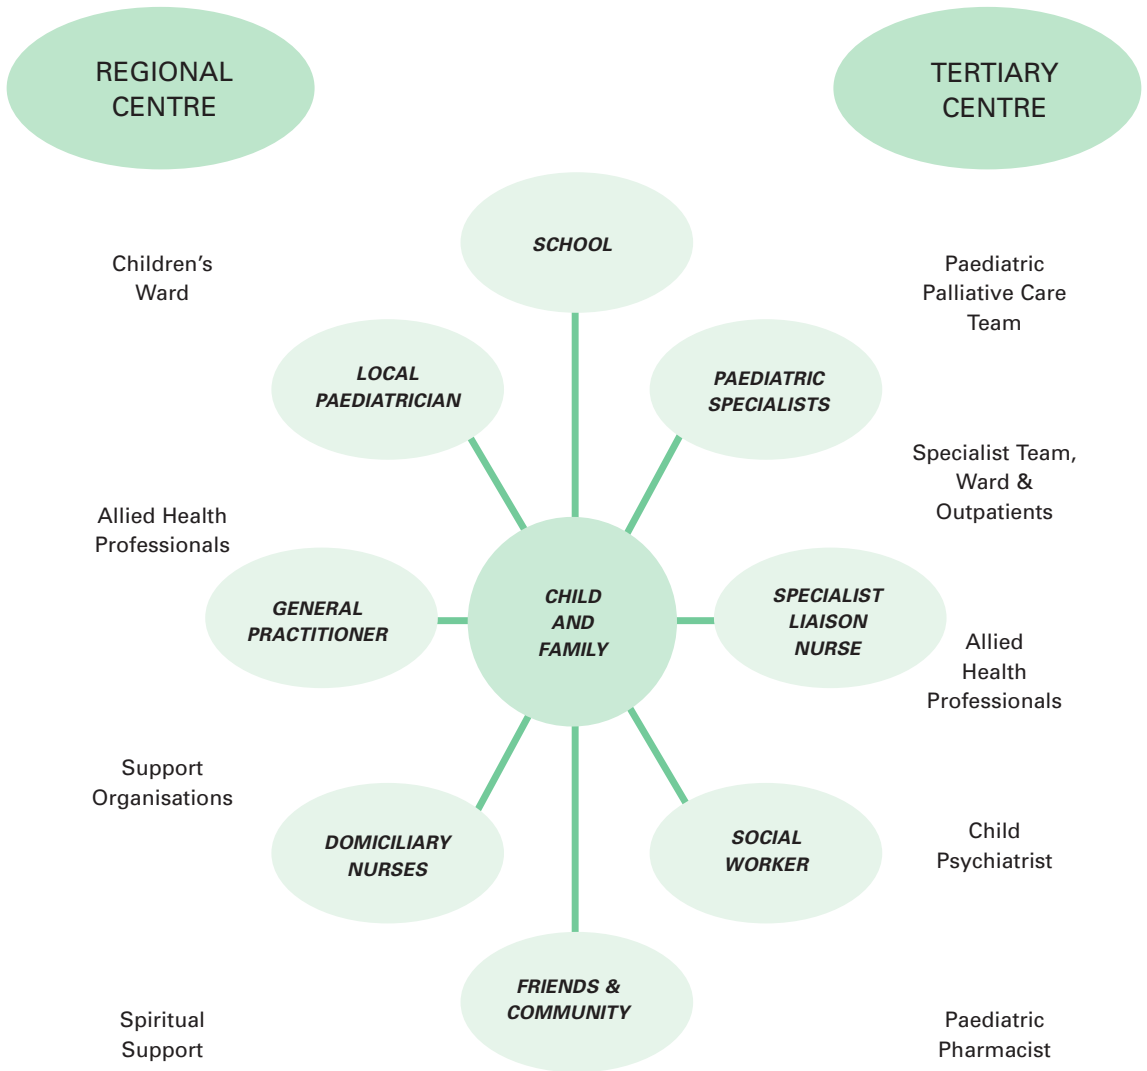 REGIONAL
CENTRE
TERTIARY
CENTRE
SCHOOL
Children's
Ward
Paediatric
Palliative Care
Team
LOCAL
PAEDIATRICIAN
PAEDIATRIC
SPECIALISTS
Specialist Team,
Ward &
Outpatients
Allied Health
Professionals
GENERAL
PRACTITIONER
CHILD
AND
FAMILY
SPECIALIST
LIAISON
NURSE
Allied
Health
Professionals
Support
Organisations
DOMICILIARY
NURSES
SOCIAL
WORKER
Child
Psychiatrist
FRIENDS &
COMMUNITY
Spiritual
Support
Paediatric
Pharmacist